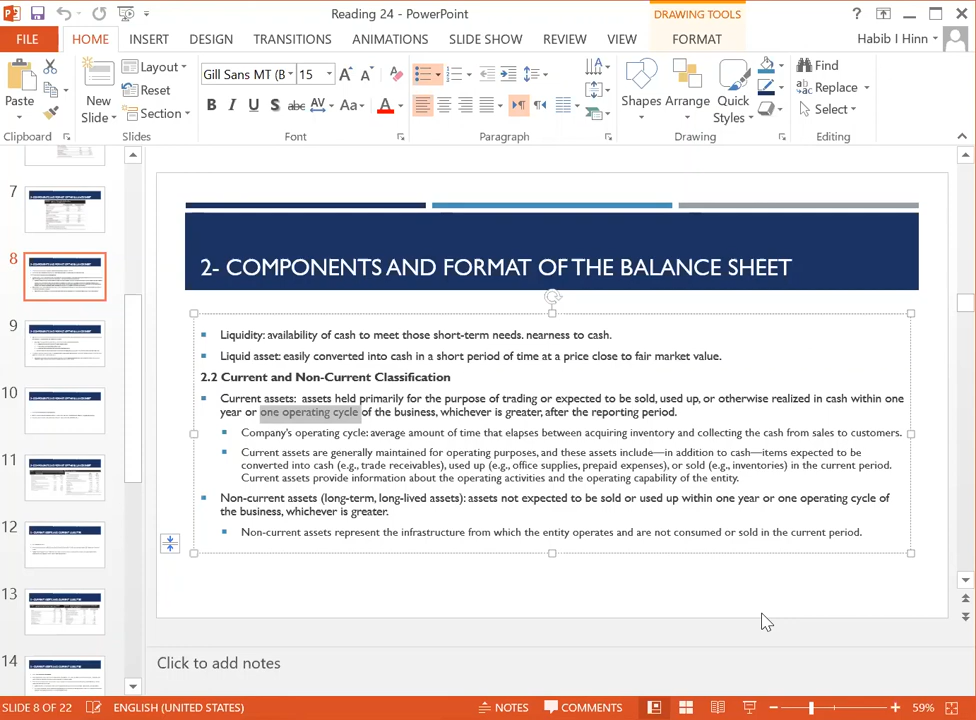 Reading 24 - PowerPoint
DRAWING TOOLS
FILE HOME INSERT DESIGN TRANSITIONS ANIMATIONS SLIDE SHOW REVIEW VIEW FORMAT
Habib I Hinn
Paste
New
Slide
Layout
Reset
Section
Gill Sans MT (B
15
B I U S abc AV Aa A
Shapes Arrange Quick
Styles
Find
Replace
Select
Clipboard Slides Font Paragraph Drawing Editing
7
8
9
10
11
12
13
14
2- COMPONENTS AND FORMAT OF THE BALANCE SHEET
Liquidity: availability of cash to meet those short-term needs. nearness to cash.
Liquid asset: easily converted into cash in a short period of time at a price close to fair market value.
2.2 Current and Non-Current Classification
Current assets: assets held primarily for the purpose of trading or expected to be sold, used up, or otherwise realized in cash within one
year or one operating cycle of the business, whichever is greater, after the reporting period.
Company's operating cycle: average amount of time that elapses between acquiring inventory and collecting the cash from sales to customers.
Current assets are generally maintained for operating purposes, and these assets include—in addition to cash—items expected to be
converted into cash (e.g., trade receivables), used up (e.g., office supplies, prepaid expenses), or sold (e.g., inventories) in the current period.
Current assets provide information about the operating activities and the operating capability of the entity.
Non-current assets (long-term, long-lived assets): assets not expected to be sold or used up within one year or one operating cycle of
the business, whichever is greater.
Non-current assets represent the infrastructure from which the entity operates and are not consumed or sold in the current period.
Click to add notes
SLIDE 8 OF 22 ENGLISH (UNITED STATES) NOTES COMMENTS 59%